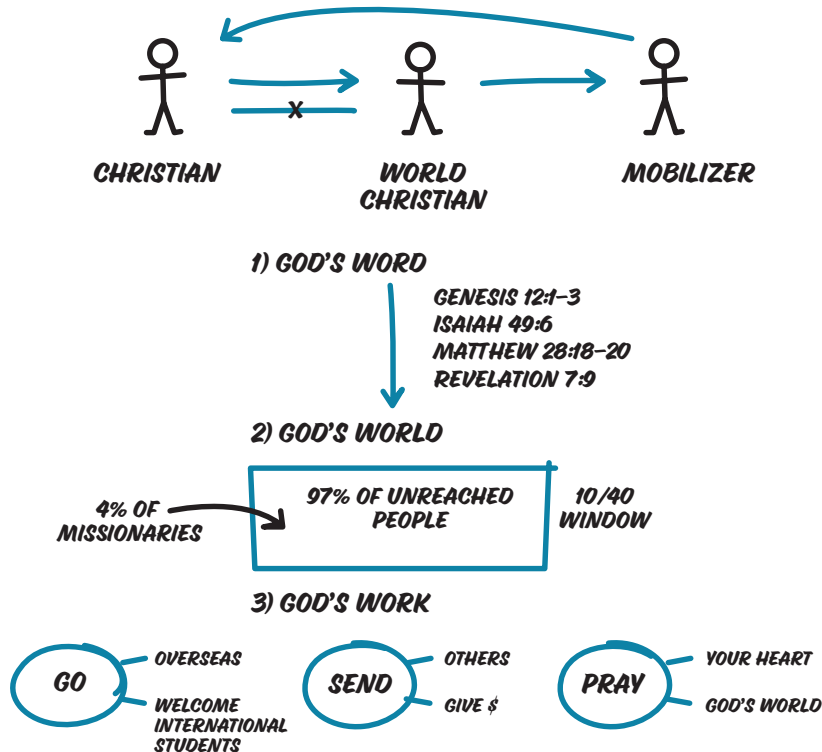 X
CHRISTIAN
WORLD
CHRISTIAN
MOBILIZER
1) GOD'S WORD
GENESIS 12:1–3
ISAIAH 49:6
MATTHEW 28:18–20
REVELATION 7:9
2) GOD'S WORLD
4% OF
MISSIONARIES
97% OF UNREACHED
PEOPLE
10/40
WINDOW
3) GOD'S WORK
GO
OVERSEAS
WELCOME
INTERNATIONAL
STUDENTS
SEND
OTHERS
GIVE $
PRAY
YOUR HEART
GOD'S WORLD